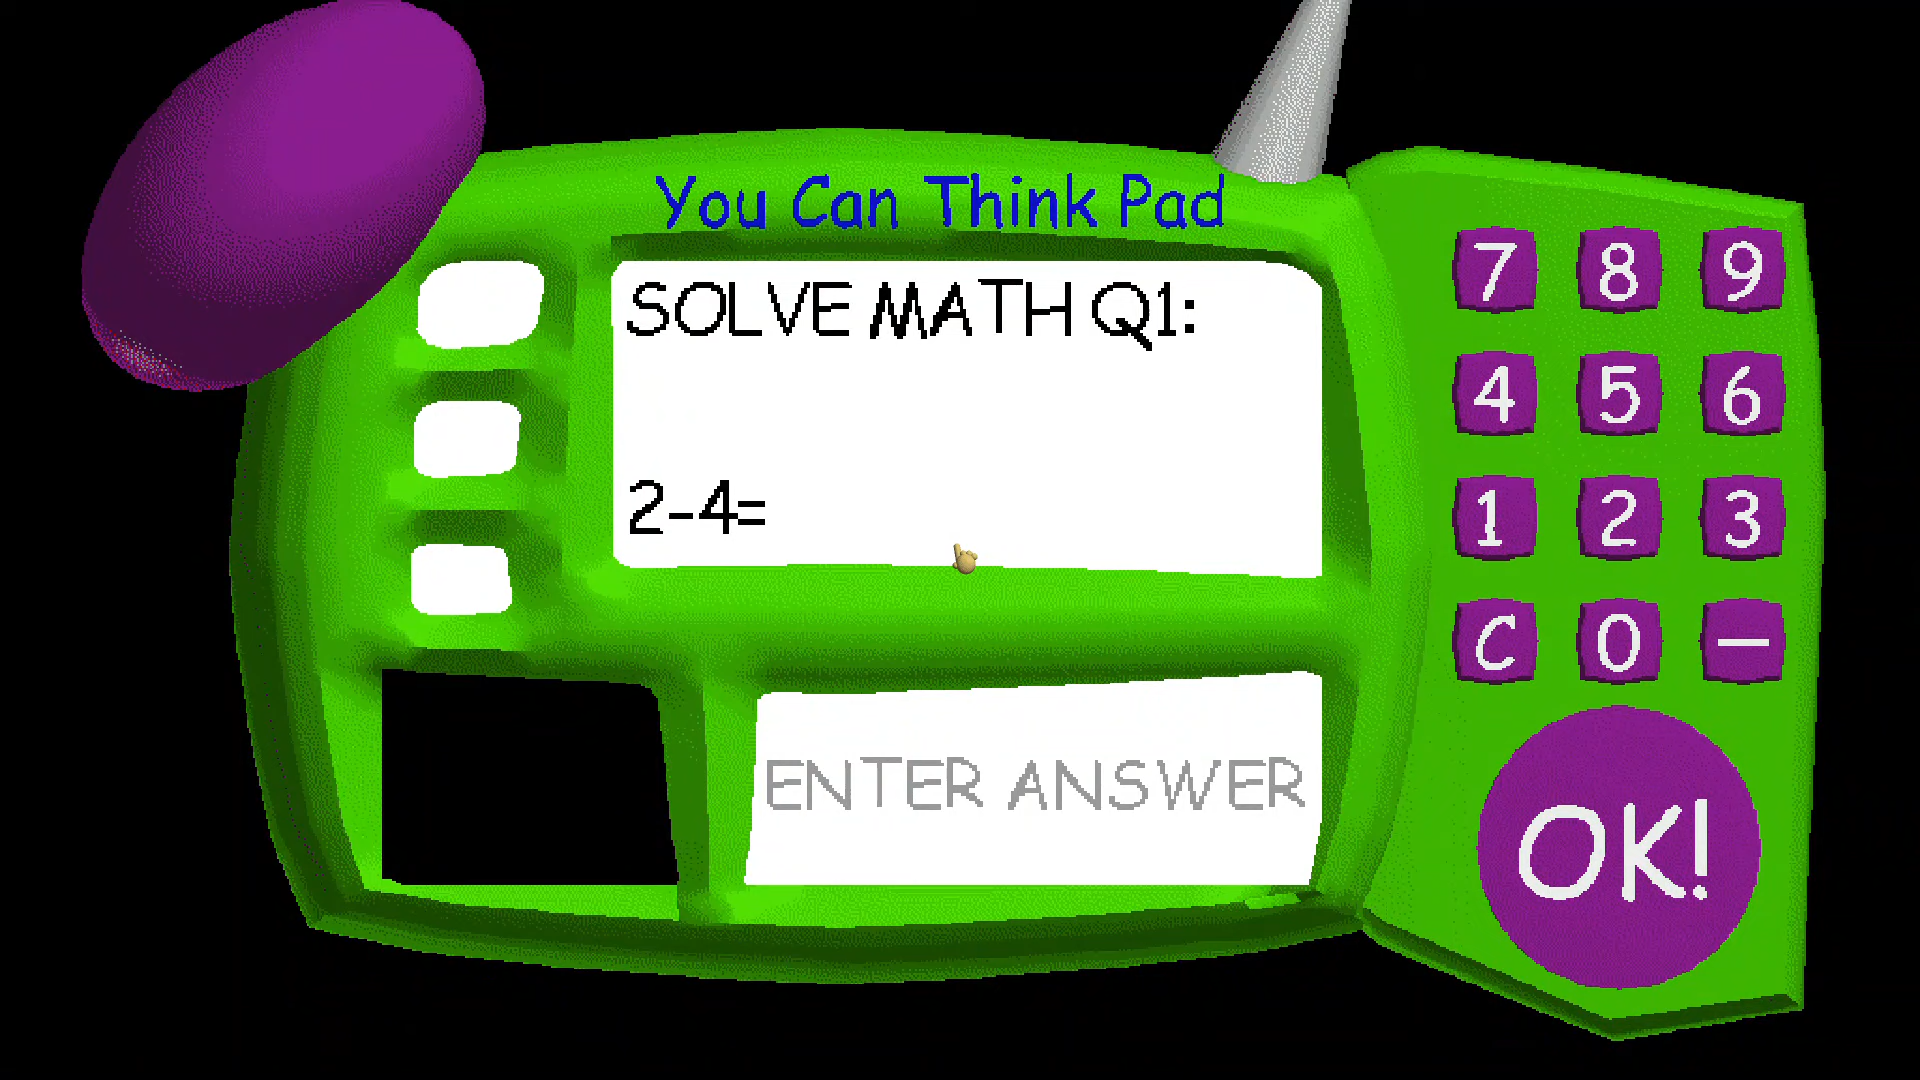 You Can Think Pad
SOLVE MATH Q1:
2-4=
ENTER ANSWER
7 8 9
4 5 6
1 2 3
C 0 —
OK!